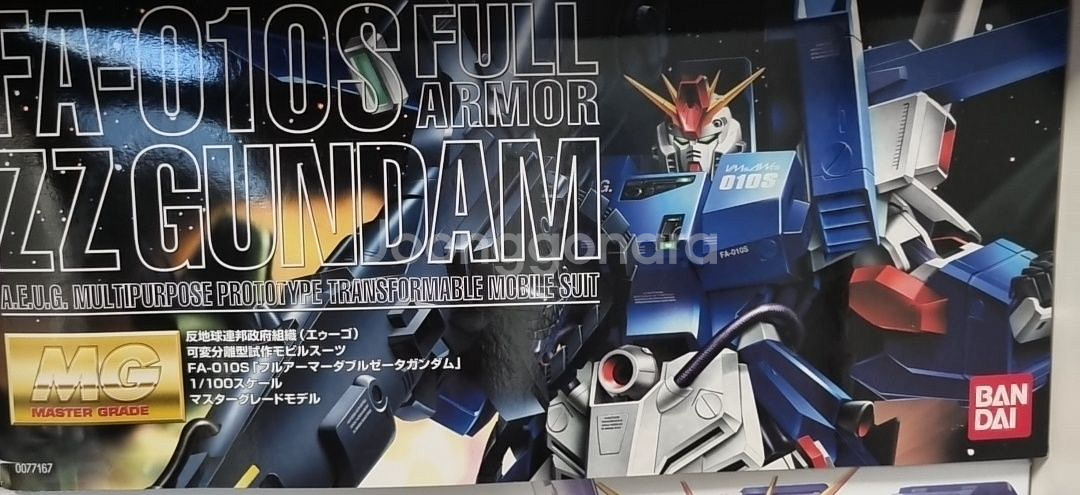 FA-010S FULL
ARMOR
ZZ GUNDAM
A.E.U.G. MULTIPURPOSE PROTOTYPE TRANSFORMABLE MOBILE SUIT
反地球連邦政府組織(エゥーゴ)
可変分離型試作モビルスーツ
FA-010S「フルアーマーダブルゼータガンダム」
1/100スケール
マスターグレードモデル
MG
MASTER GRADE
0077167
010S
FA-010S
BAN
DAI
joonggonara